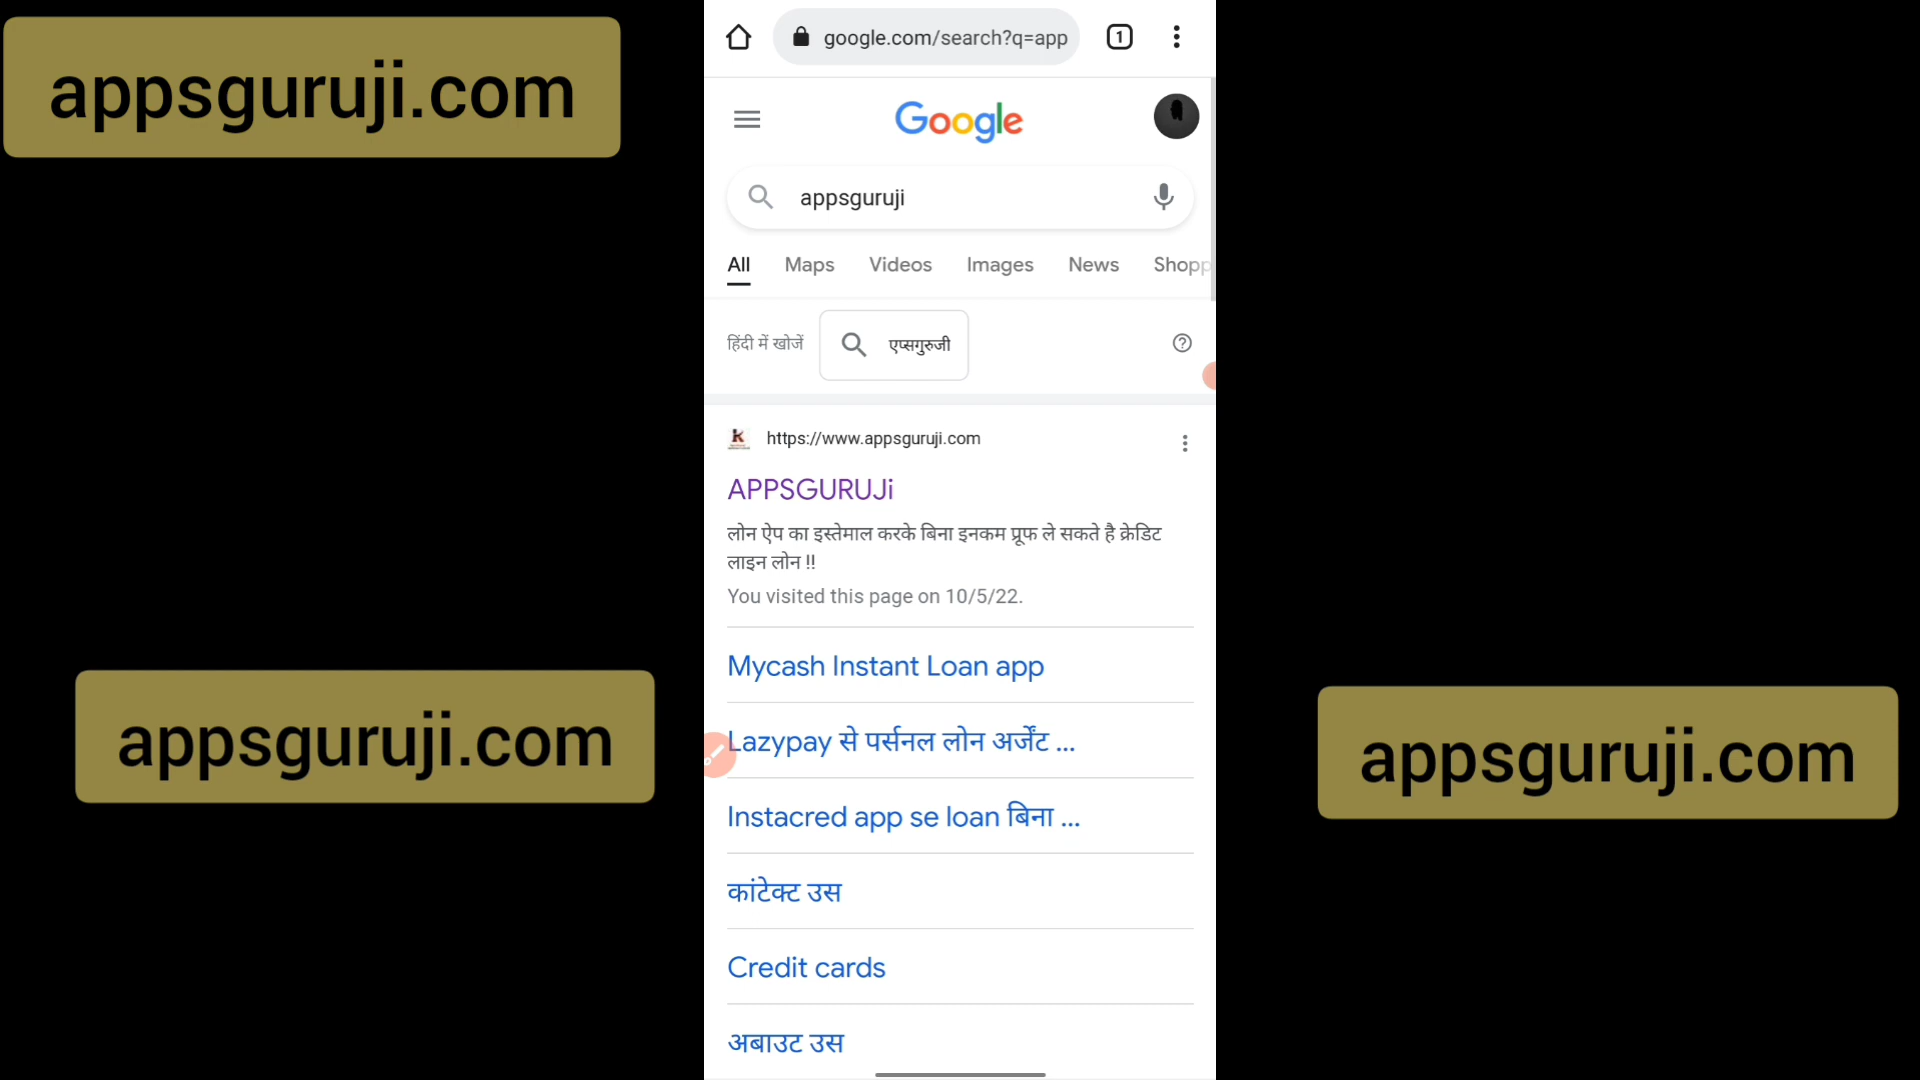 appsguruji.com
google.com/search?q=app
1
Google
appsguruji
All Maps Videos Images News Shopp
हिंदी में खोजें
एप्सगुरुजी
https://www.appsguruji.com
APPSGURUJi
लोन ऐप का इस्तेमाल करके बिना इनकम प्रूफ ले सकते है क्रेडिट
लाइन लोन !!
You visited this page on 10/5/22.
Mycash Instant Loan app
Lazypay से पर्सनल लोन अर्जेंट ...
Instacred app se loan बिना ...
कांटेक्ट उस
Credit cards
अबाउट उस
appsguruji.com
appsguruji.com